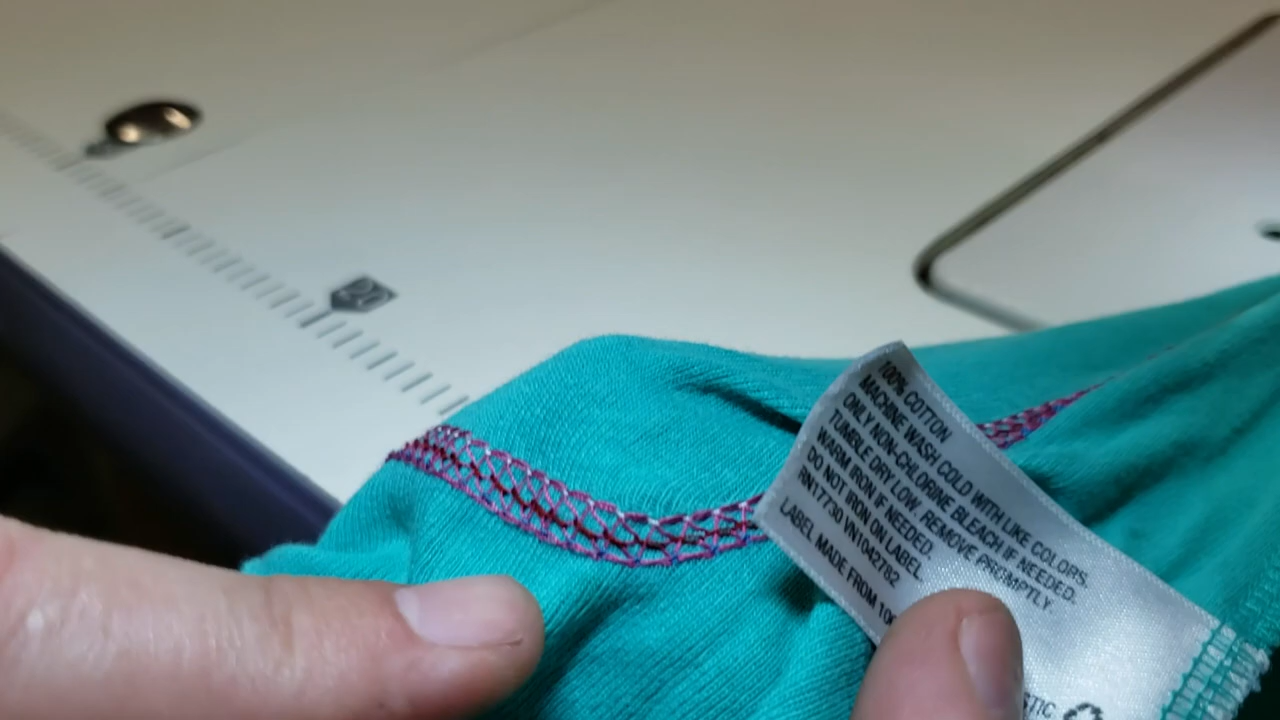 20
100% COTTON
MACHINE WASH COLD WITH LIKE COLORS.
ONLY NON-CHLORINE BLEACH IF NEEDED.
TUMBLE DRY LOW. REMOVE PROMPTLY.
WARM IRON IF NEEDED.
DO NOT IRON ON LABEL.
RN17730 VN1042782
LABEL MADE FROM